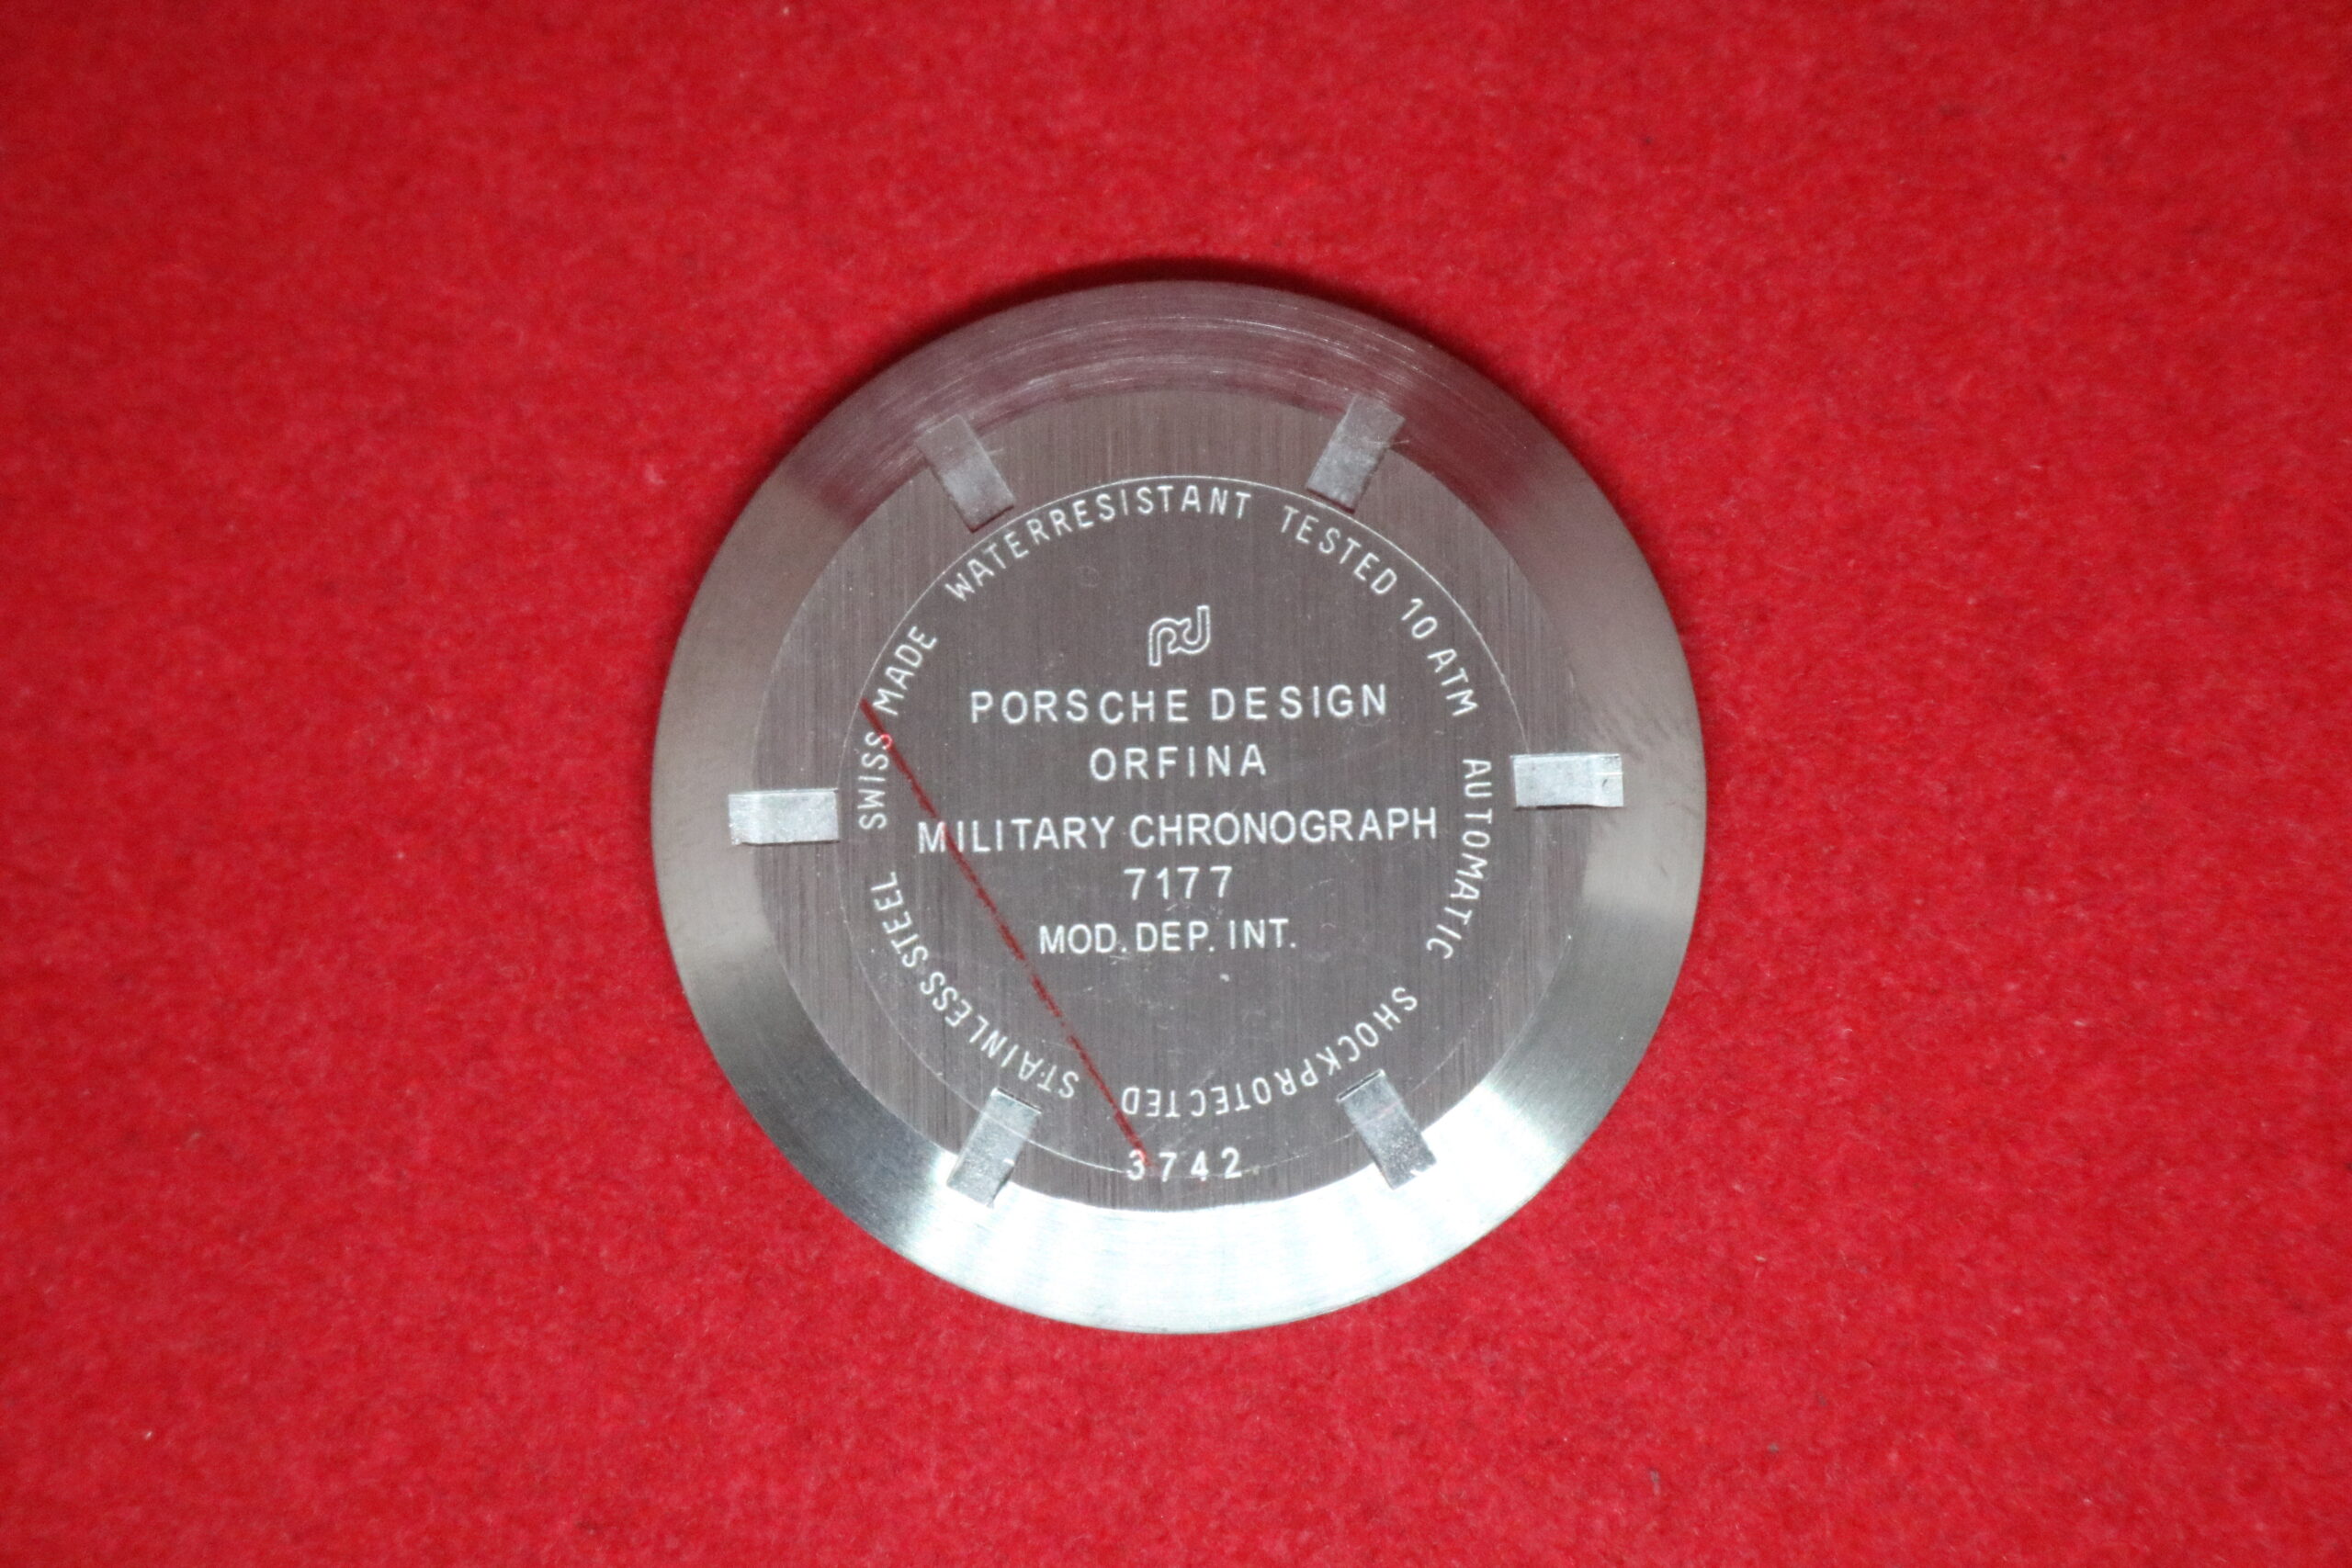 WATERRESISTANT TESTED 10 ATM AUTOMATIC SHOCKPROTECTED STAINLESS STEEL SWISS MADE
PORSCHE DESIGN
ORFINA
MILITARY CHRONOGRAPH
7177
MOD. DEP. INT.
3742